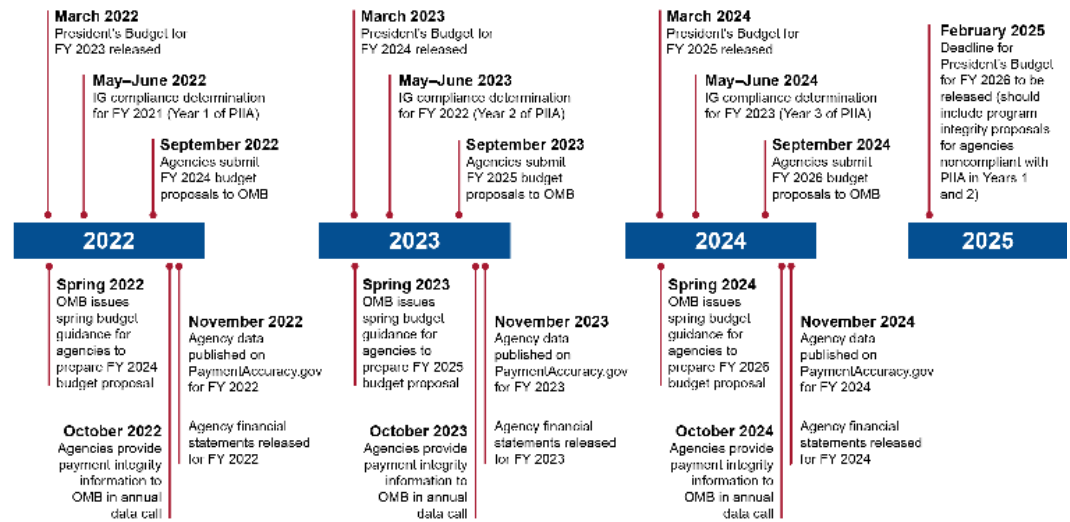 March 2022
President's Budget for
FY 2023 released
May–June 2022
IG compliance determination
for FY 2021 (Year 1 of PIIA)
September 2022
Agencies submit
FY 2024 budget
proposals to OMB
March 2023
President's Budget for
FY 2024 released
May–June 2023
IG compliance determination
for FY 2022 (Year 2 of PIIA)
September 2023
Agencies submit
FY 2025 budget
proposals to OMB
March 2024
President's Budget for
FY 2025 released
May–June 2024
IG compliance determination
for FY 2023 (Year 3 of PIIA)
September 2024
Agencies submit
FY 2026 budget
proposals to OMB
February 2025
Deadline for
President's Budget
for FY 2026 to be
released (should
include program
integrity proposals
for agencies
noncompliant with
PIIA in Years 1
and 2)
2022
2023
2024
2025
Spring 2022
OMB issues
spring budget
guidance for
agencies to
prepare FY 2024
budget proposal
November 2022
Agency data
published on
PaymentAccuracy.gov
for FY 2022
Agency financial
statements released
for FY 2022
October 2022
Agencies provide
payment integrity
information to
OMB in annual
data call
Spring 2023
OMB issues
spring budget
guidance for
agencies to
prepare FY 2025
budget proposal
November 2023
Agency data
published on
PaymentAccuracy.gov
for FY 2023
Agency financial
statements released
for FY 2023
October 2023
Agencies provide
payment integrity
information to
OMB in annual
data call
Spring 2024
OMB issues
spring budget
guidance for
agencies to
prepare FY 2026
budget proposal
November 2024
Agency data
published on
PaymentAccuracy.gov
for FY 2024
Agency financial
statements released for
FY 2024
October 2024
Agencies provide
payment integrity
information to
OMB in annual
data call